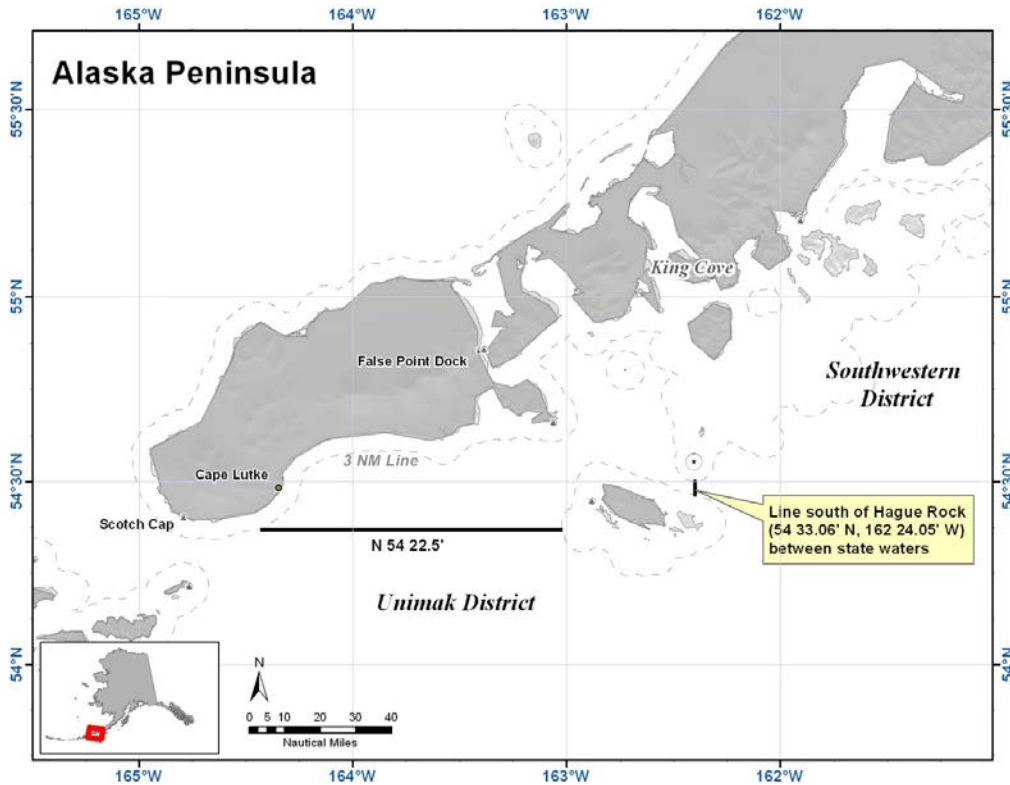 165°W 164°W 163°W 162°W
Alaska Peninsula
55°30'N 55°30'N
King Cove
55°N 55°N
False Point Dock
Southwestern
District
3 NM Line
Cape Lutke
54°30'N 54°30'N
Scotch Cap
Line south of Hague Rock
(54 33.06' N, 162 24.05' W)
between state waters
N 54 22.5'
Unimak District
54°N 54°N
N
0 5 10 20 30 40
Nautical Miles
165°W 164°W 163°W 162°W